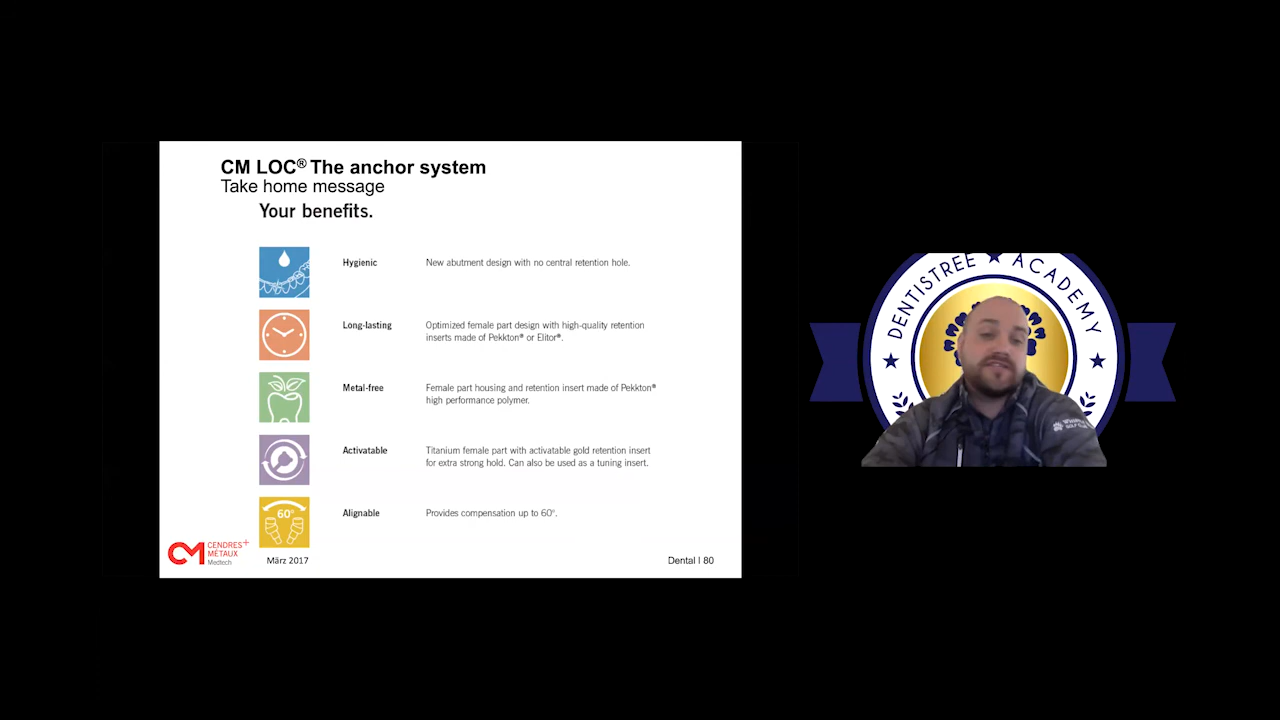 CM LOC® The anchor system
Take home message
Your benefits.
Hygienic
New abutment design with no central retention hole.
Long-lasting
Optimized female part design with high-quality retention
inserts made of Pekkton® or Elitor®.
Metal-free
Female part housing and retention insert made of Pekkton®
high performance polymer.
Activatable
Titanium female part with activatable gold retention insert
for extra strong hold. Can also be used as a tuning insert.
60°
Alignable
Provides compensation up to 60°.
CM CENDRES+
MÉTAUX
Medtech
März 2017
Dental I 80
DENTISTREE ★ ACADEMY